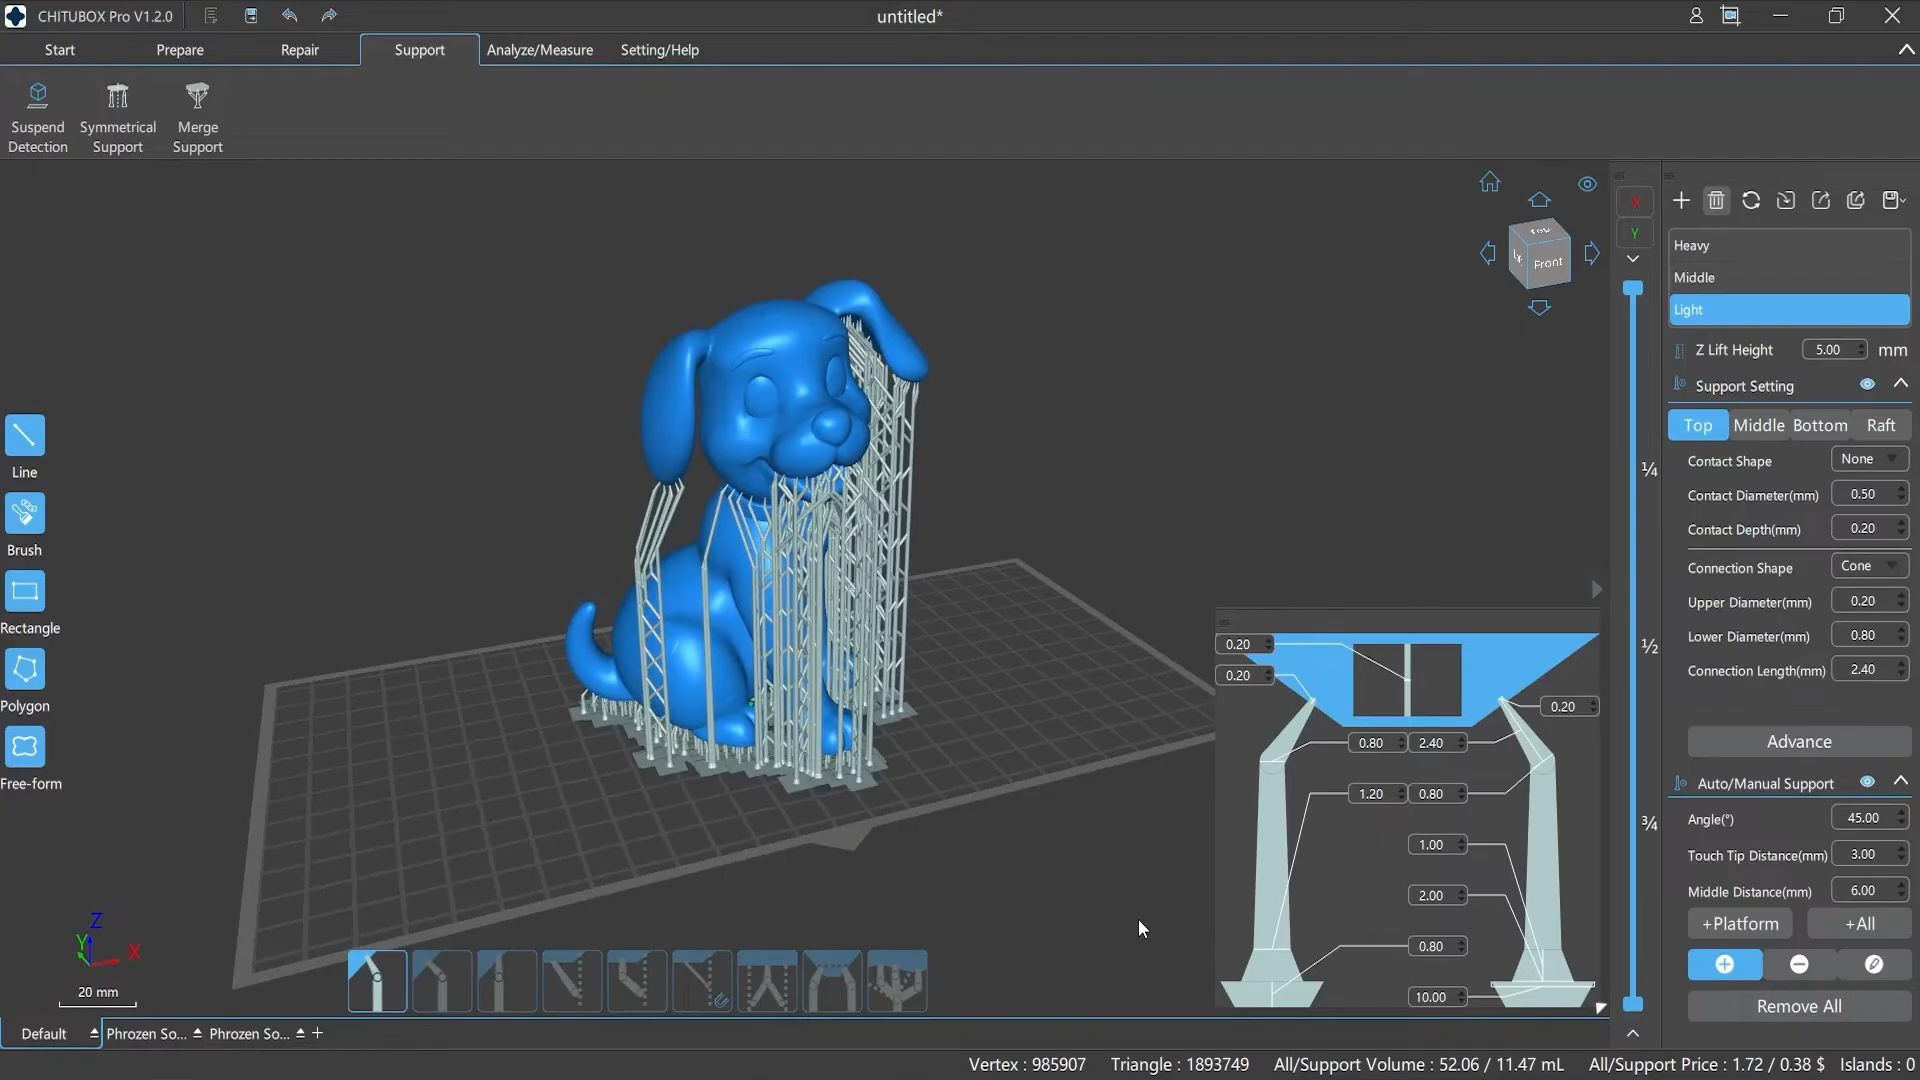 CHITUBOX Pro V1.2.0
untitled*
Start
Prepare
Repair
Support
Analyze/Measure
Setting/Help
Suspend
Detection
Symmetrical
Support
Merge
Support
X
Y
Top
Front
Heavy
Middle
Light
Z Lift Height 5.00 mm
Support Setting
Top Middle Bottom Raft
Contact Shape None
Contact Diameter(mm) 0.50
Contact Depth(mm) 0.20
Connection Shape Cone
Upper Diameter(mm) 0.20
Lower Diameter(mm) 0.80
Connection Length(mm) 2.40
Advance
Auto/Manual Support
Angle(°) 45.00
Touch Tip Distance(mm) 3.00
Middle Distance(mm) 6.00
+Platform +All
Remove All
Line
Brush
Rectangle
Polygon
Free-form
¼
½
¾
0.20
0.20
0.20
0.80 2.40
1.20 0.80
1.00
2.00
0.80
10.00
Z
Y
X
20 mm
Default
Phrozen So...
Phrozen So...
Vertex : 985907
Triangle : 1893749
All/Support Volume : 52.06 / 11.47 mL
All/Support Price : 1.72 / 0.38 $
Islands : 0